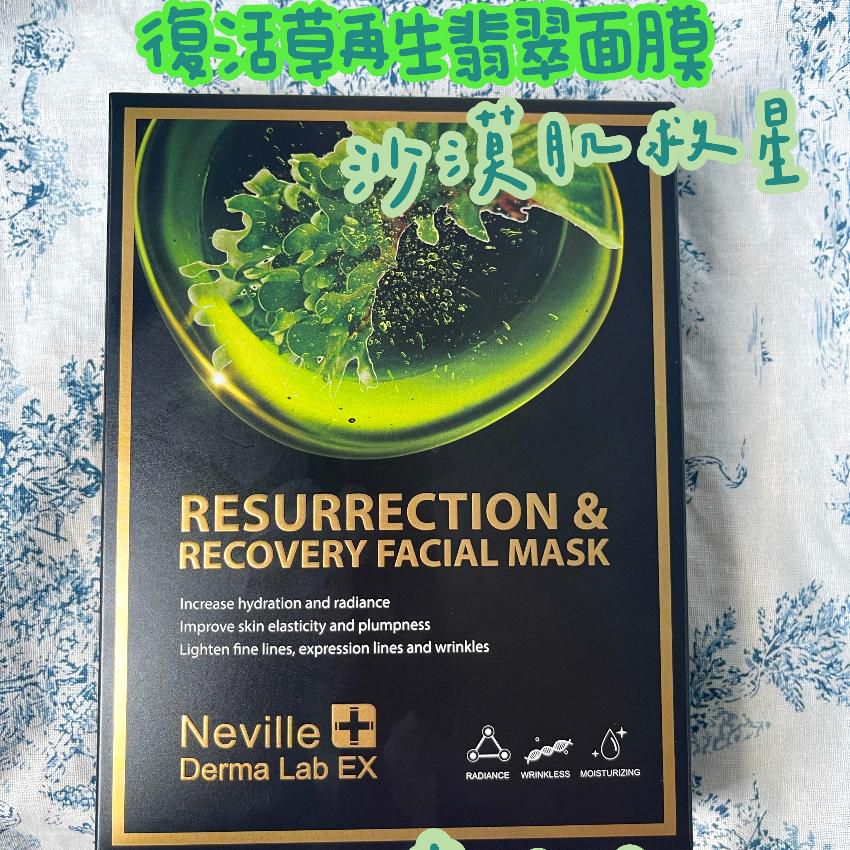 復活草再生翡翠面膜
沙漠肌救星
RESURRECTION &
RECOVERY FACIAL MASK
Increase hydration and radiance
Improve skin elasticity and plumpness
Lighten fine lines, expression lines and wrinkles
Neville
Derma Lab EX
RADIANCE WRINKLESS MOISTURIZING